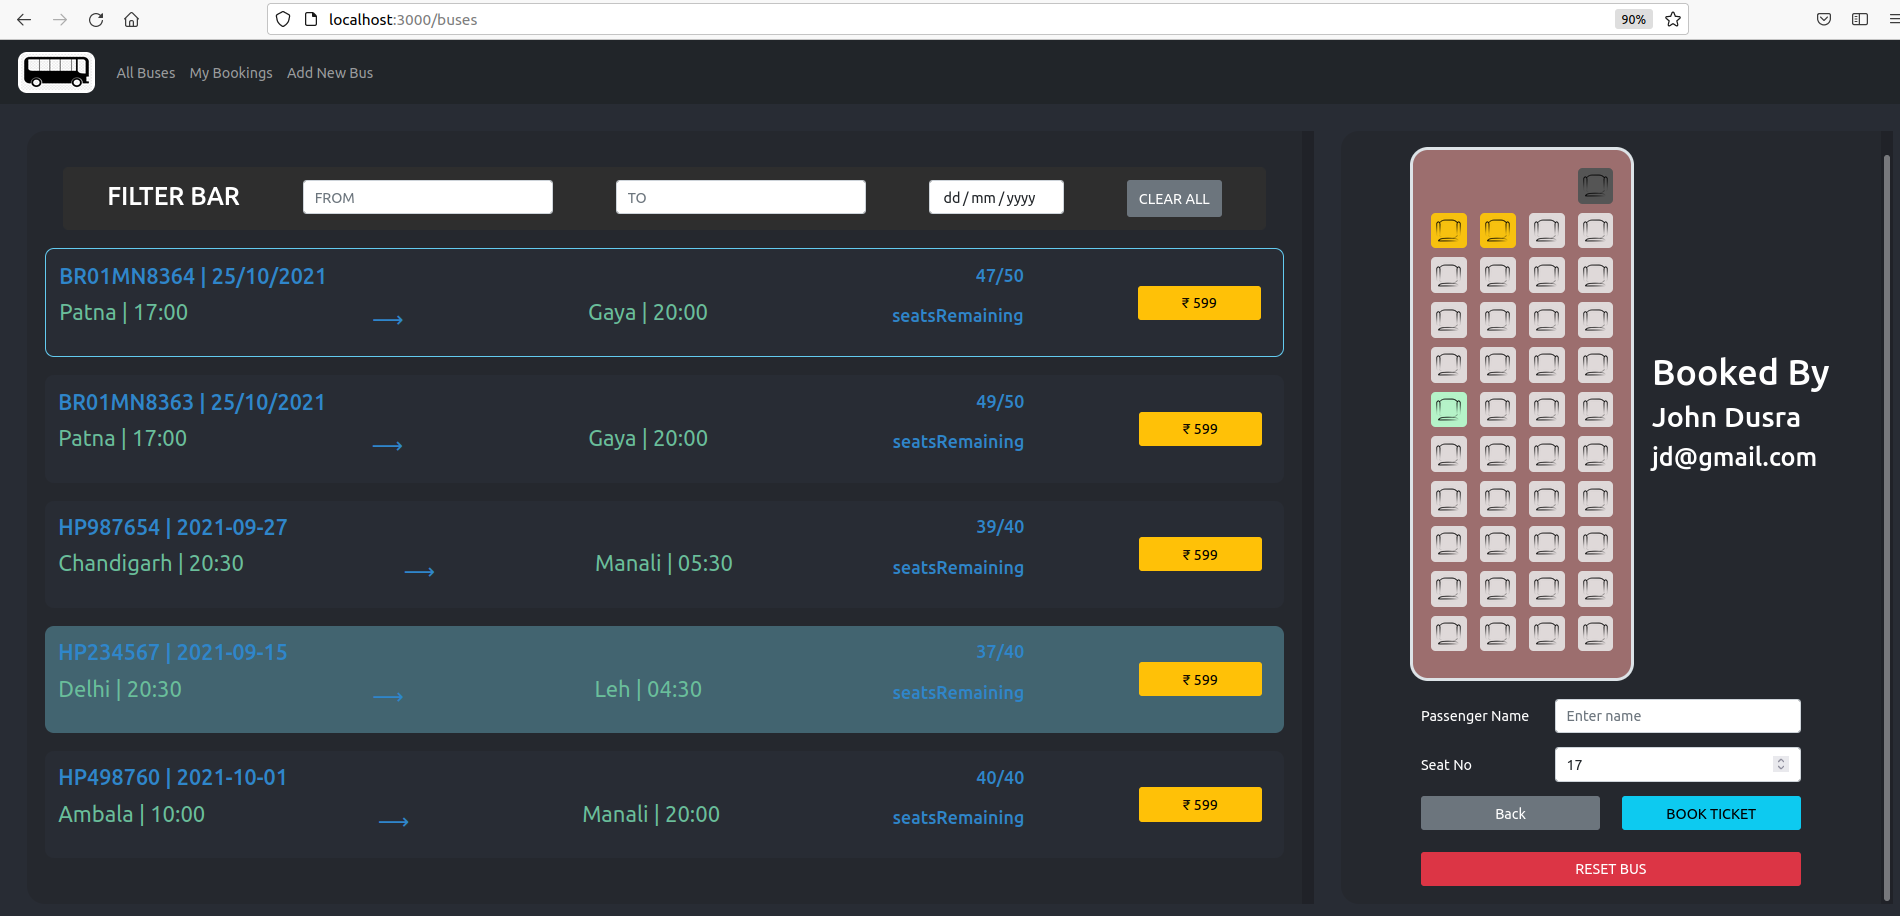 localhost:3000/buses
90%
All Buses My Bookings Add New Bus
FILTER BAR
FROM
TO
dd / mm / yyyy
CLEAR ALL
BR01MN8364 | 25/10/2021
47/50
Patna | 17:00
Gaya | 20:00
seatsRemaining
₹ 599
BR01MN8363 | 25/10/2021
49/50
Patna | 17:00
Gaya | 20:00
seatsRemaining
₹ 599
HP987654 | 2021-09-27
39/40
Chandigarh | 20:30
Manali | 05:30
seatsRemaining
₹ 599
HP234567 | 2021-09-15
37/40
Delhi | 20:30
Leh | 04:30
seatsRemaining
₹ 599
HP498760 | 2021-10-01
40/40
Ambala | 10:00
Manali | 20:00
seatsRemaining
₹ 599
Booked By
John Dusra
jd@gmail.com
Passenger Name
Enter name
Seat No
17
Back
BOOK TICKET
RESET BUS